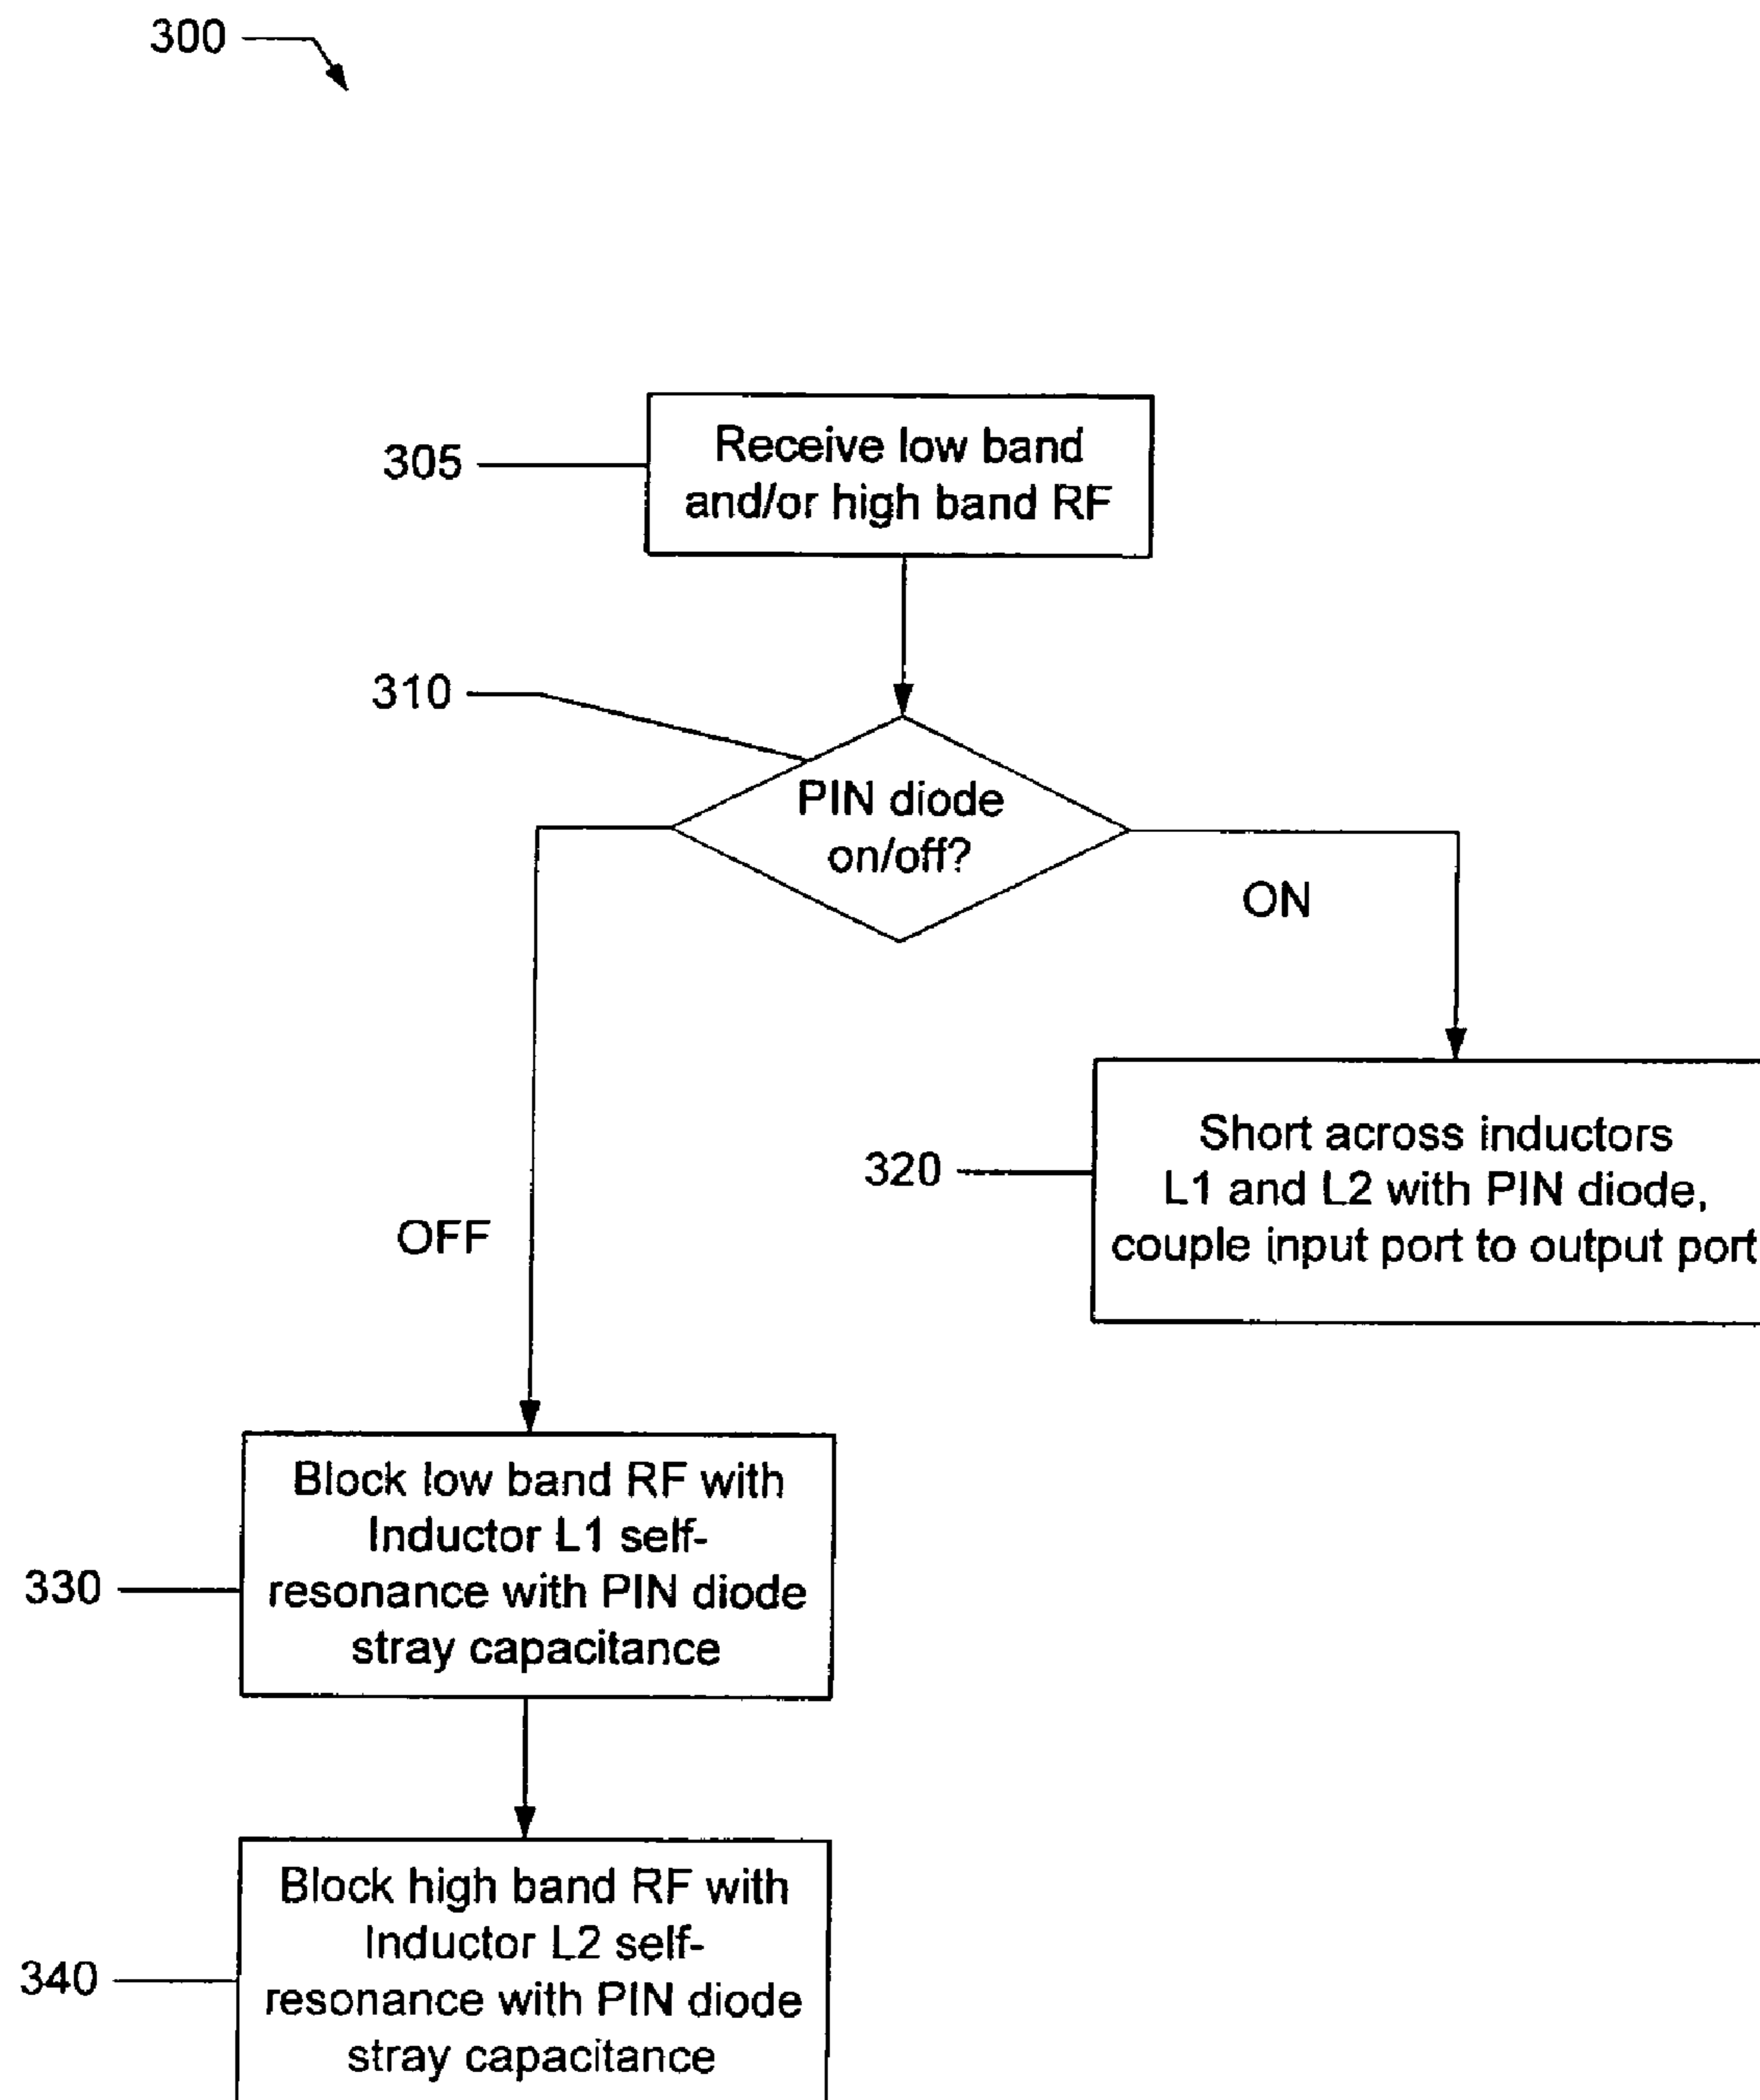 300
305
Receive low band
and/or high band RF
310
PIN diode
on/off?
ON
OFF
320
Short across inductors
L1 and L2 with PIN diode,
couple input port to output port
330
Block low band RF with
Inductor L1 self-
resonance with PIN diode
stray capacitance
340
Block high band RF with
Inductor L2 self-
resonance with PIN diode
stray capacitance